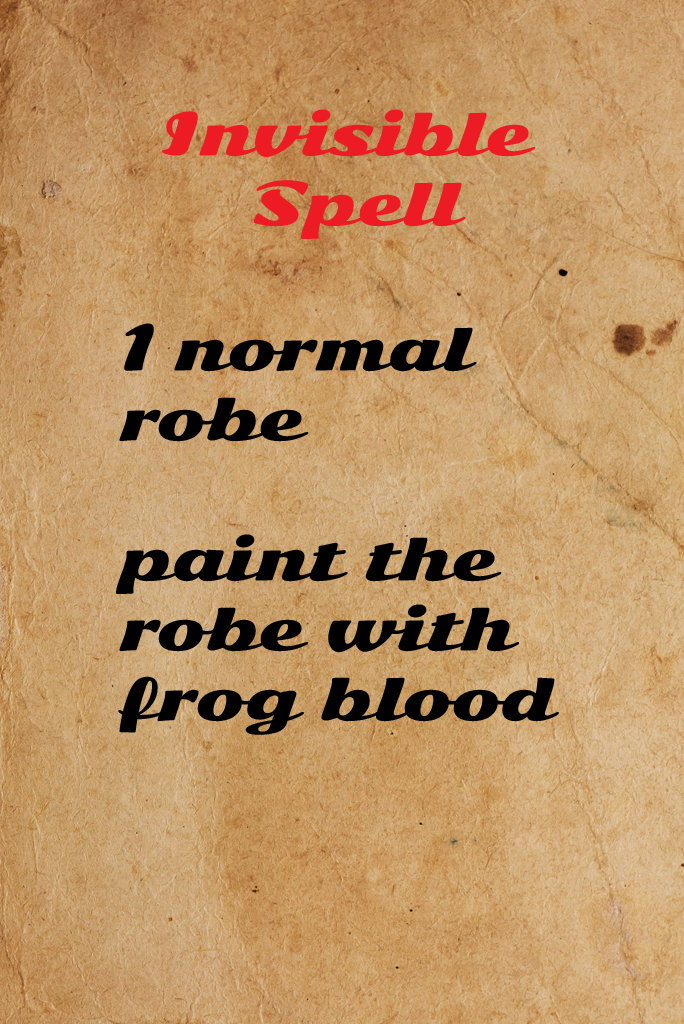 Invisible
Spell
1 normal
robe
paint the
robe with
frog blood